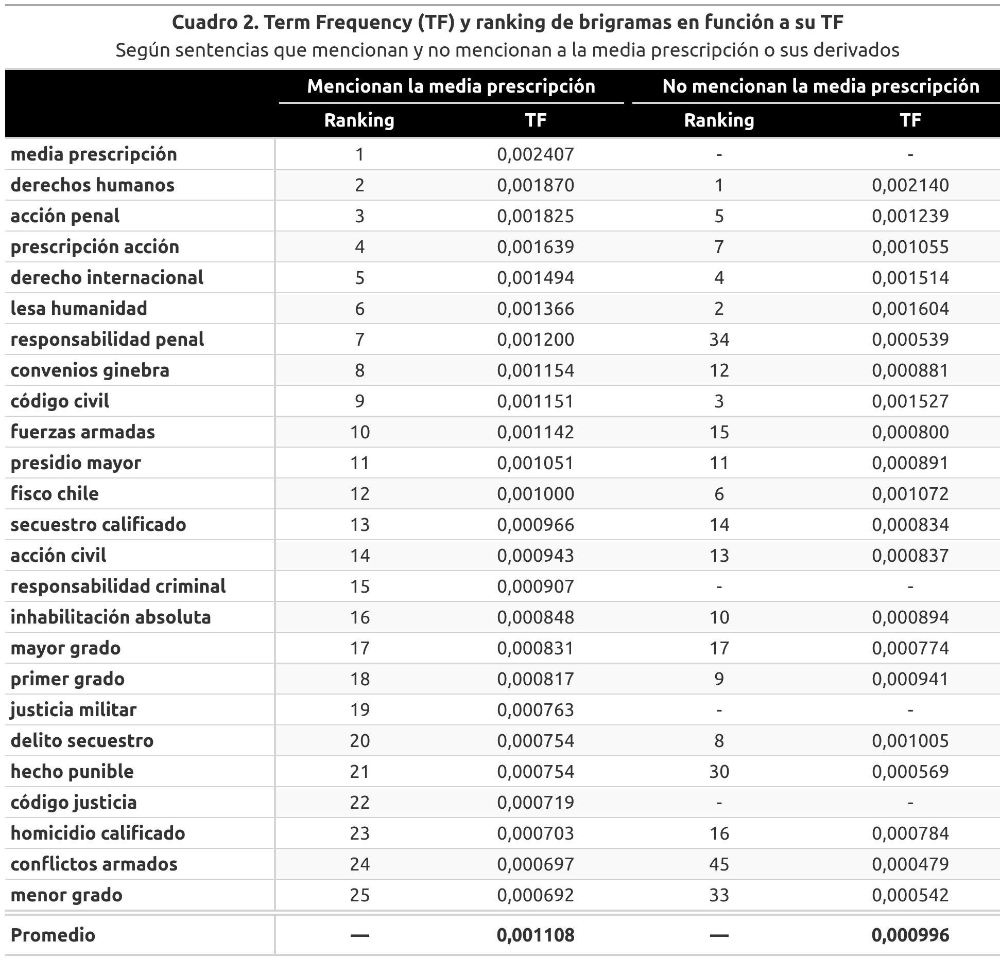 Cuadro 2. Term Frequency (TF) y ranking de brigramas en función a su TF
Según sentencias que mencionan y no mencionan a la media prescripción o sus derivados
Mencionan la media prescripción No mencionan la media prescripción
Ranking TF Ranking TF
media prescripción 1 0,002407 - -
derechos humanos 2 0,001870 1 0,002140
acción penal 3 0,001825 5 0,001239
prescripción acción 4 0,001639 7 0,001055
derecho internacional 5 0,001494 4 0,001514
lesa humanidad 6 0,001366 2 0,001604
responsabilidad penal 7 0,001200 34 0,000539
convenios ginebra 8 0,001154 12 0,000881
código civil 9 0,001151 3 0,001527
fuerzas armadas 10 0,001142 15 0,000800
presidio mayor 11 0,001051 11 0,000891
fisco chile 12 0,001000 6 0,001072
secuestro calificado 13 0,000966 14 0,000834
acción civil 14 0,000943 13 0,000837
responsabilidad criminal 15 0,000907 - -
inhabilitación absoluta 16 0,000848 10 0,000894
mayor grado 17 0,000831 17 0,000774
primer grado 18 0,000817 9 0,000941
justicia militar 19 0,000763 - -
delito secuestro 20 0,000754 8 0,001005
hecho punible 21 0,000754 30 0,000569
código justicia 22 0,000719 - -
homicidio calificado 23 0,000703 16 0,000784
conflictos armados 24 0,000697 45 0,000479
menor grado 25 0,000692 33 0,000542
Promedio — 0,001108 — 0,000996